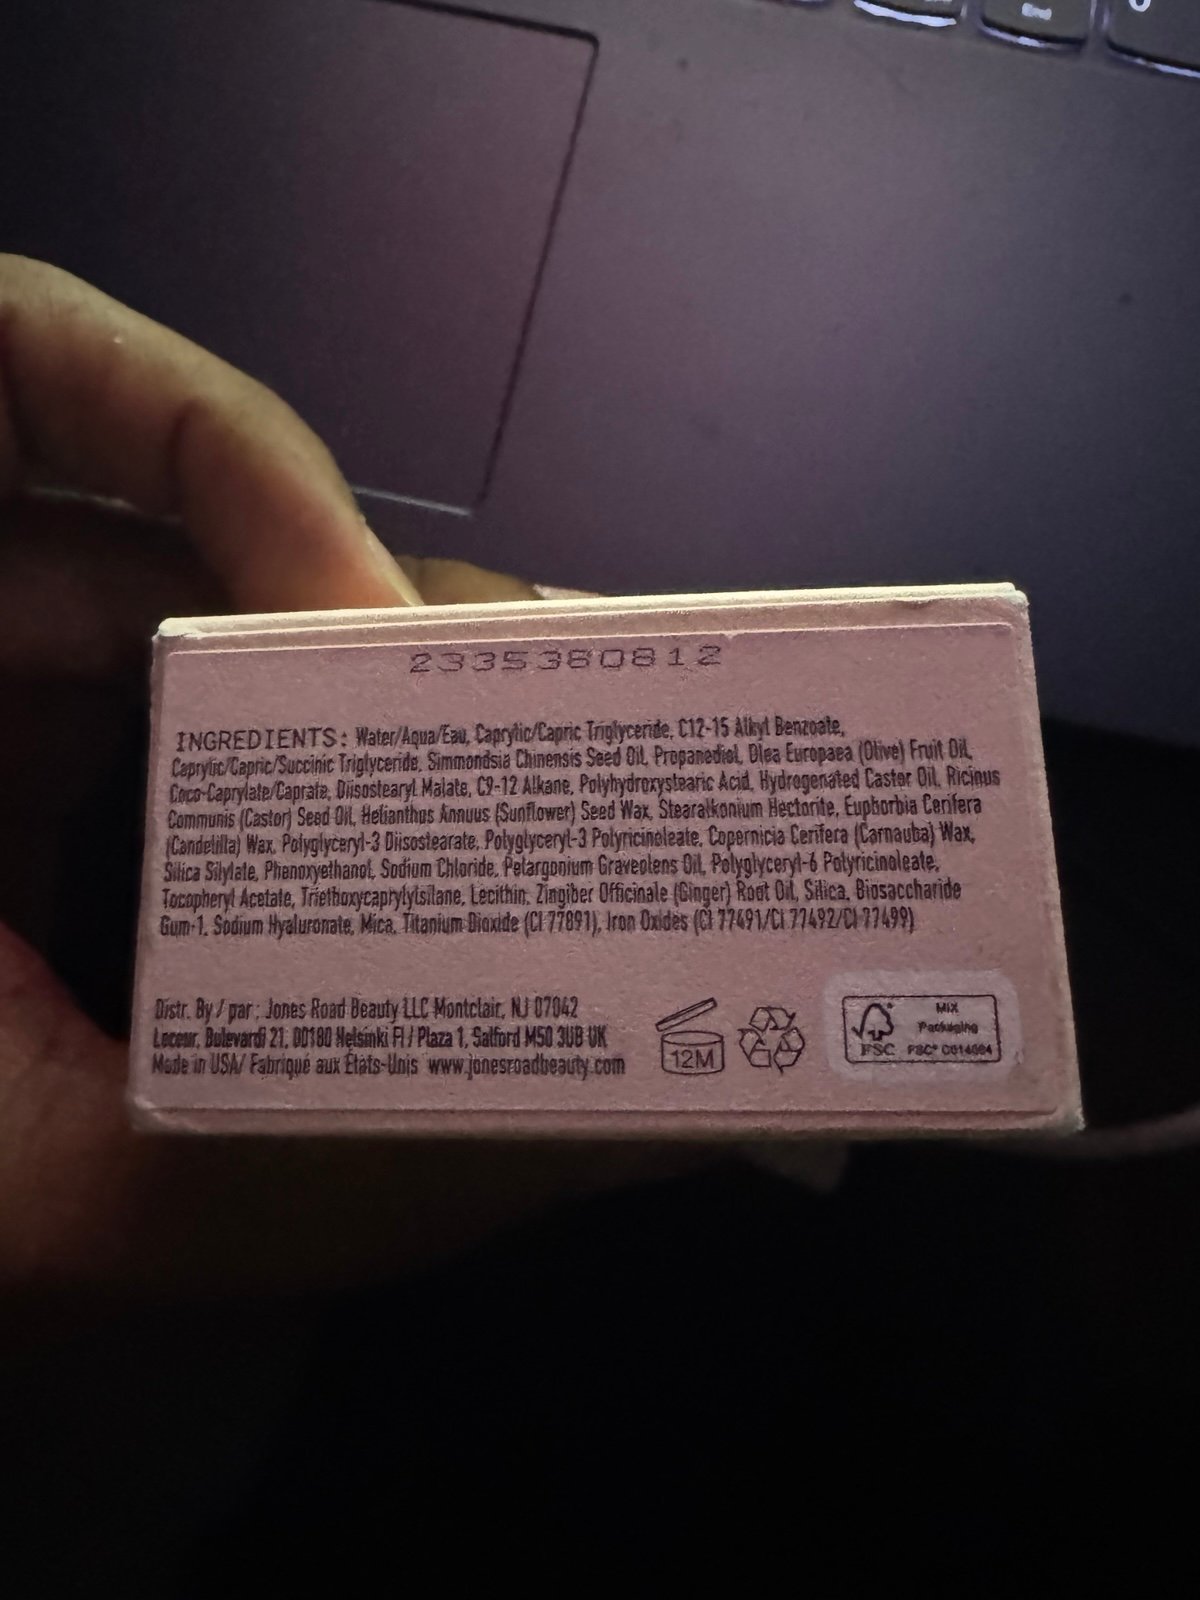 End
2335380812
INGREDIENTS: Water/Aqua/Eau, Caprylic/Capric Triglyceride, C12-15 Alkyl Benzoate,
Caprylic/Capric/Succinic Triglyceride, Simmondsia Chinensis Seed Oil, Propanediol, Olea Europaea (Olive) Fruit Oil,
Coco-Caprylate/Caprate, Diisostearyl Malate, C9-12 Alkane, Polyhydroxystearic Acid, Hydrogenated Castor Oil, Ricinus
Communis (Castor) Seed Oil, Helianthus Annuus (Sunflower) Seed Wax, Stearalkonium Hectorite, Euphorbia Cerifera
(Candelilla) Wax, Polyglyceryl-3 Diisostearate, Polyglyceryl-3 Polyricinoleate, Copernicia Cerifera (Carnauba) Wax,
Silica Silylate, Phenoxyethanol, Sodium Chloride, Pelargonium Graveolens Oil, Polyglyceryl-6 Polyricinoleate,
Tocopheryl Acetate, Triethoxycaprylylsilane, Lecithin, Zingiber Officinale (Ginger) Root Oil, Silica, Biosaccharide
Gum-1, Sodium Hyaluronate, Mica, Titanium Dioxide (CI 77891), Iron Oxides (CI 77491/CI 77492/CI 77499)
Distr. By / par : Jones Road Beauty LLC Montclair, NJ 07042
Bulevardi 21, 00180 Helsinki FI / Plaza 1, Salford M50 3UB UK
Made in USA/ Fabriqué aux États-Unis www.jonesroadbeauty.com
12M
FSC
MIX
Packaging
FSC®